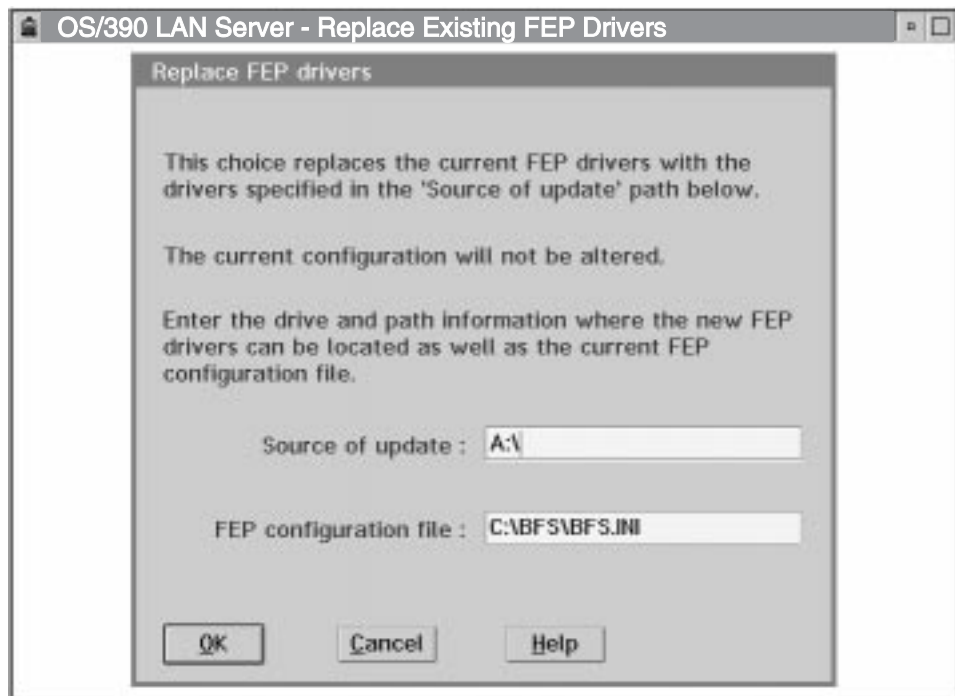 OS/390 LAN Server - Replace Existing FEP Drivers
Replace FEP drivers
This choice replaces the current FEP drivers with the
drivers specified in the 'Source of update' path below.
The current configuration will not be altered.
Enter the drive and path information where the new FEP
drivers can be located as well as the current FEP
configuration file.
Source of update : A:\
FEP configuration file : C:\BFS\BFS.INI
OK Cancel Help